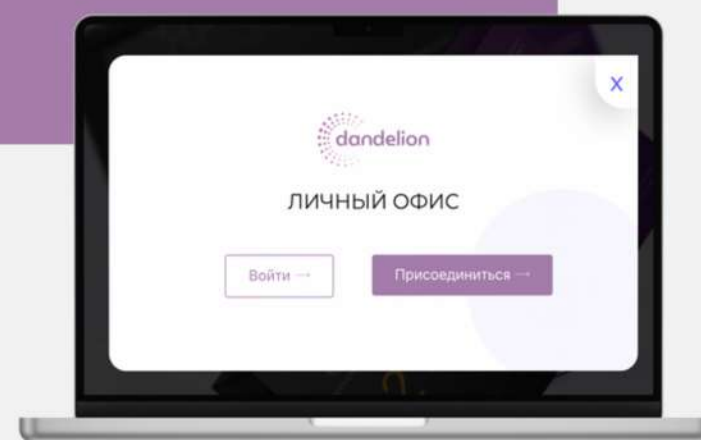 X
dandelion
ЛИЧНЫЙ ОФИС
Войти →
Присоединиться →